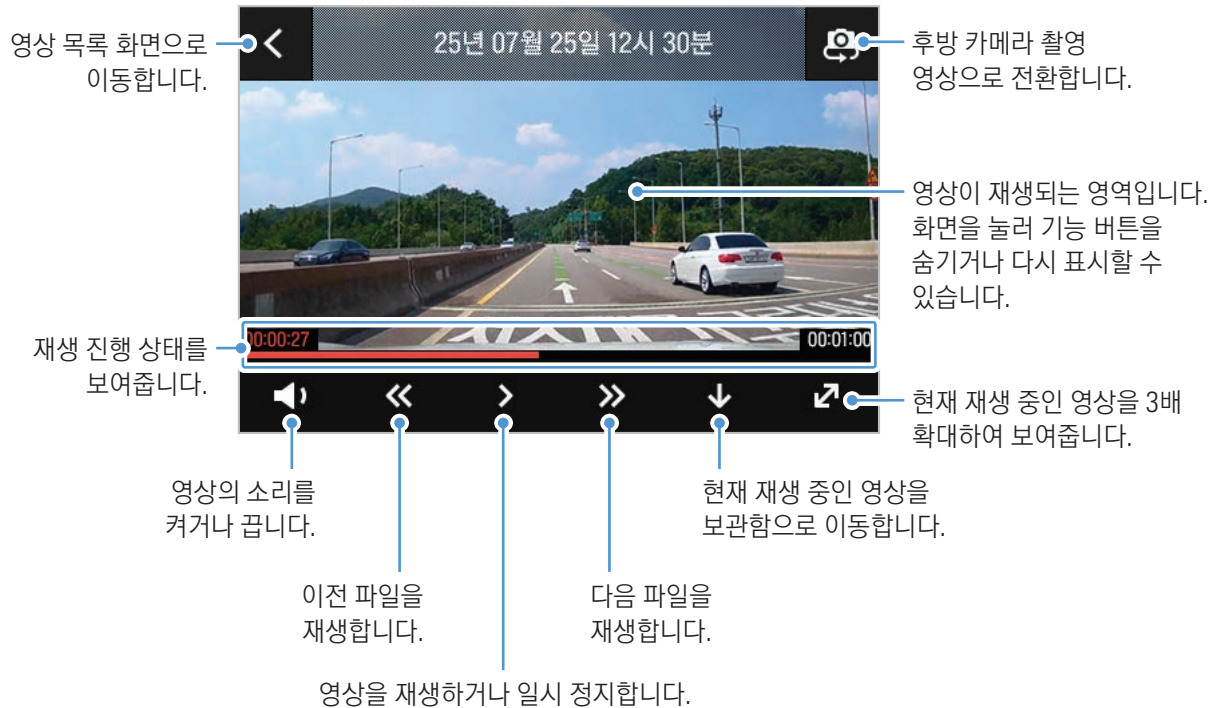 영상 목록 화면으로
이동합니다.
25년 07월 25일 12시 30분
후방 카메라 촬영
영상으로 전환합니다.
영상이 재생되는 영역입니다.
화면을 눌러 기능 버튼을
숨기거나 다시 표시할 수
있습니다.
재생 진행 상태를
보여줍니다.
00:00:27
00:01:00
현재 재생 중인 영상을 3배
확대하여 보여줍니다.
영상의 소리를
켜거나 끕니다.
현재 재생 중인 영상을
보관함으로 이동합니다.
이전 파일을
재생합니다.
다음 파일을
재생합니다.
영상을 재생하거나 일시 정지합니다.